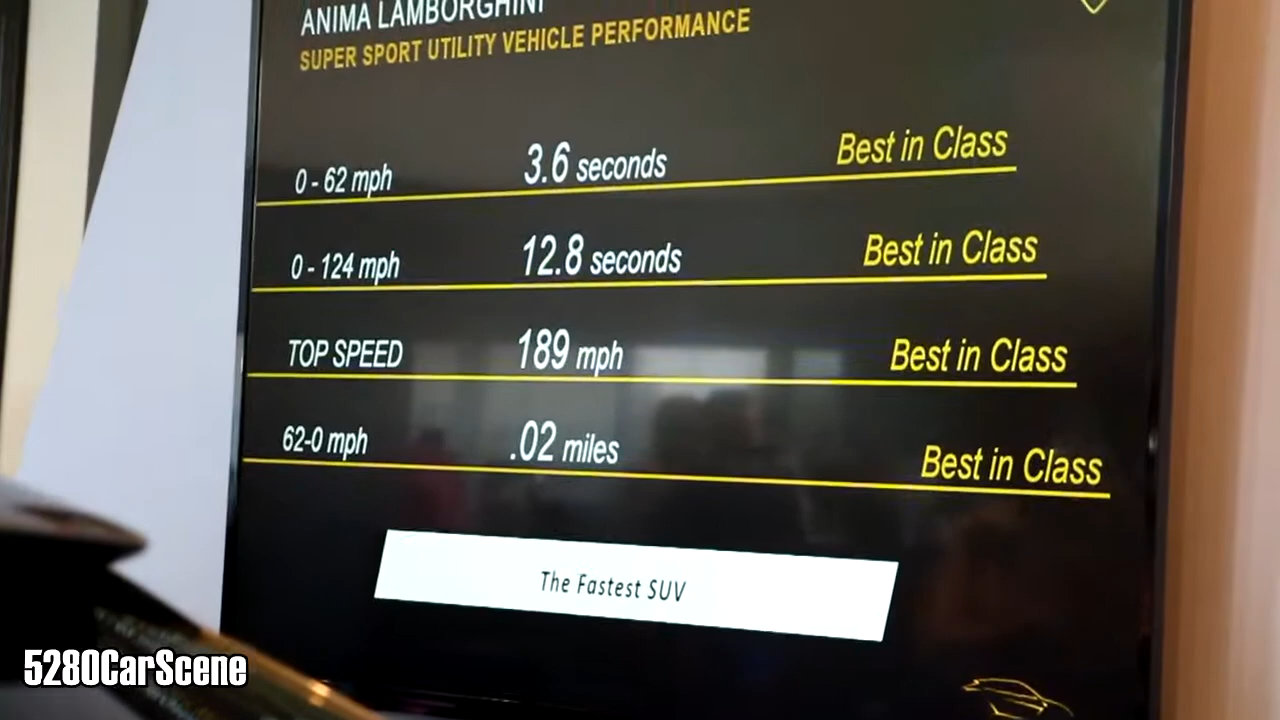 ANIMA LAMBORGHINI
SUPER SPORT UTILITY VEHICLE PERFORMANCE
0 - 62 mph 3.6 seconds Best in Class
0 - 124 mph 12.8 seconds Best in Class
TOP SPEED 189 mph Best in Class
62-0 mph .02 miles Best in Class
The Fastest SUV
5280CarScene